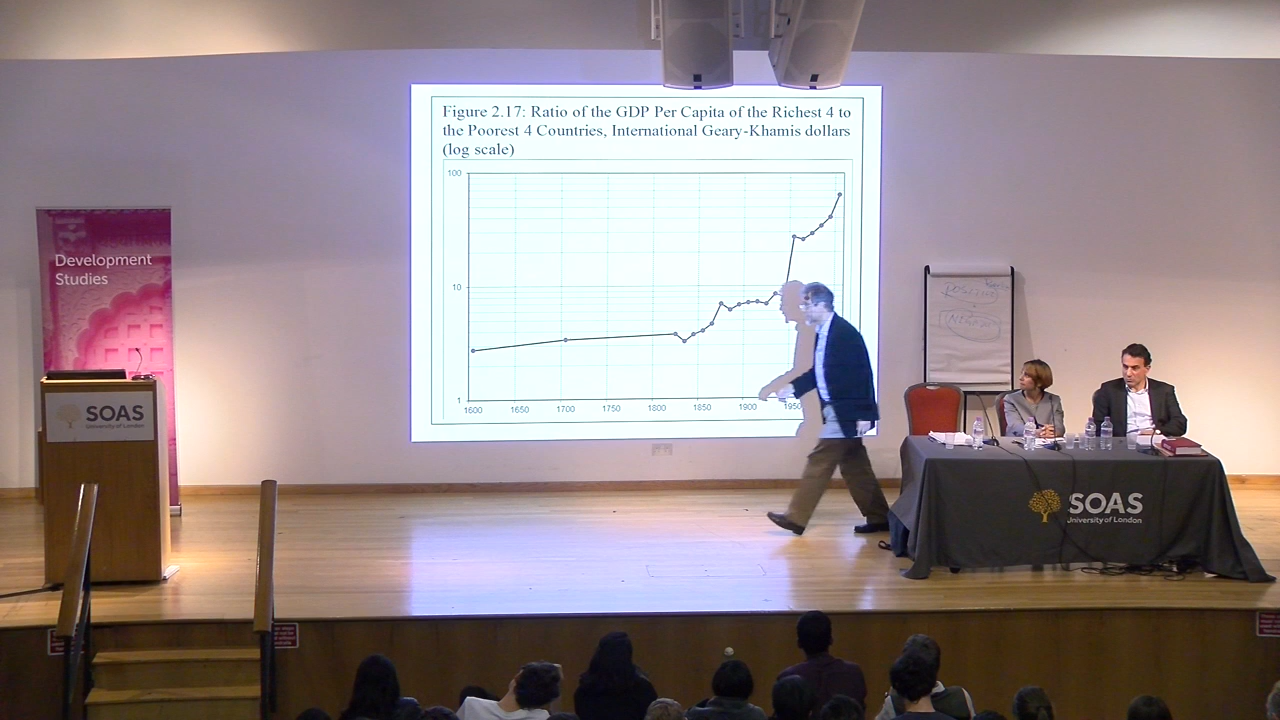 Figure 2.17: Ratio of the GDP Per Capita of the Richest 4 to
the Poorest 4 Countries, International Geary-Khamis dollars
(log scale)
100
10
1
1600 1650 1700 1750 1800 1850 1900 1950
Development
Studies
SOAS
University of London
SOAS
University of London